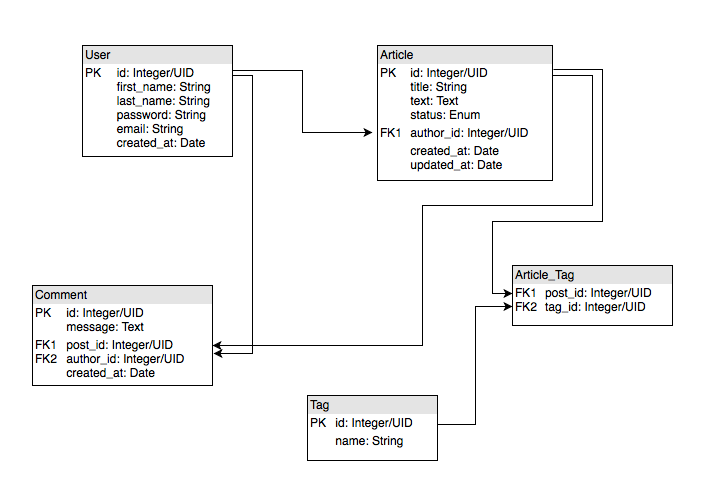 User
PK id: Integer/UID
first_name: String
last_name: String
password: String
email: String
created_at: Date
Article
PK id: Integer/UID
title: String
text: Text
status: Enum
FK1 author_id: Integer/UID
created_at: Date
updated_at: Date
Article_Tag
FK1 post_id: Integer/UID
FK2 tag_id: Integer/UID
Comment
PK id: Integer/UID
message: Text
FK1 post_id: Integer/UID
FK2 author_id: Integer/UID
created_at: Date
Tag
PK id: Integer/UID
name: String